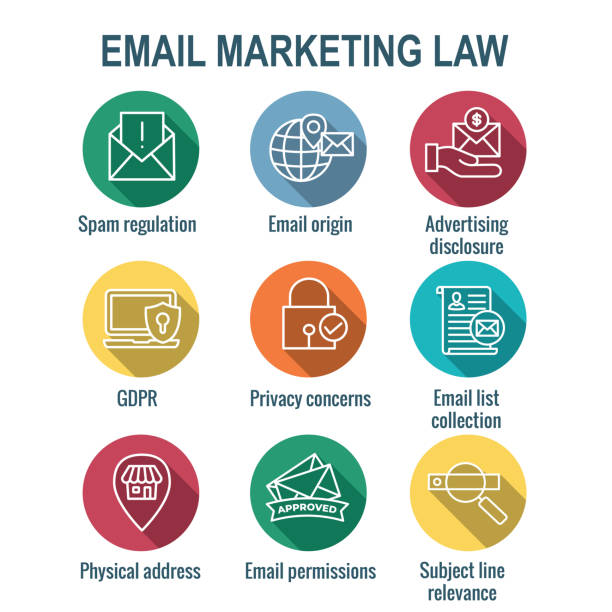 EMAIL MARKETING LAW
!
$
Spam regulation
Email origin
Advertising
disclosure
GDPR
Privacy concerns
Email list
collection
APPROVED
Physical address
Email permissions
Subject line
relevance